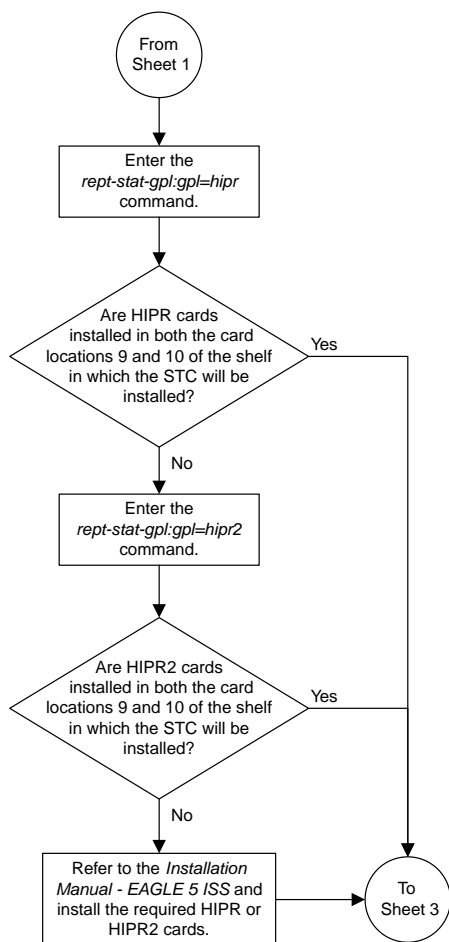 From
Sheet 1
Enter the
rept-stat-gpl:gpl=hipr
command.
Are HIPR cards
installed in both the card
locations 9 and 10 of the shelf
in which the STC will be
installed?
Yes
No
Enter the
rept-stat-gpl:gpl=hipr2
command.
Are HIPR2 cards
installed in both the card
locations 9 and 10 of the shelf
in which the STC will be
installed?
Yes
No
Refer to the Installation
Manual - EAGLE 5 ISS and
install the required HIPR or
HIPR2 cards.
To
Sheet 3